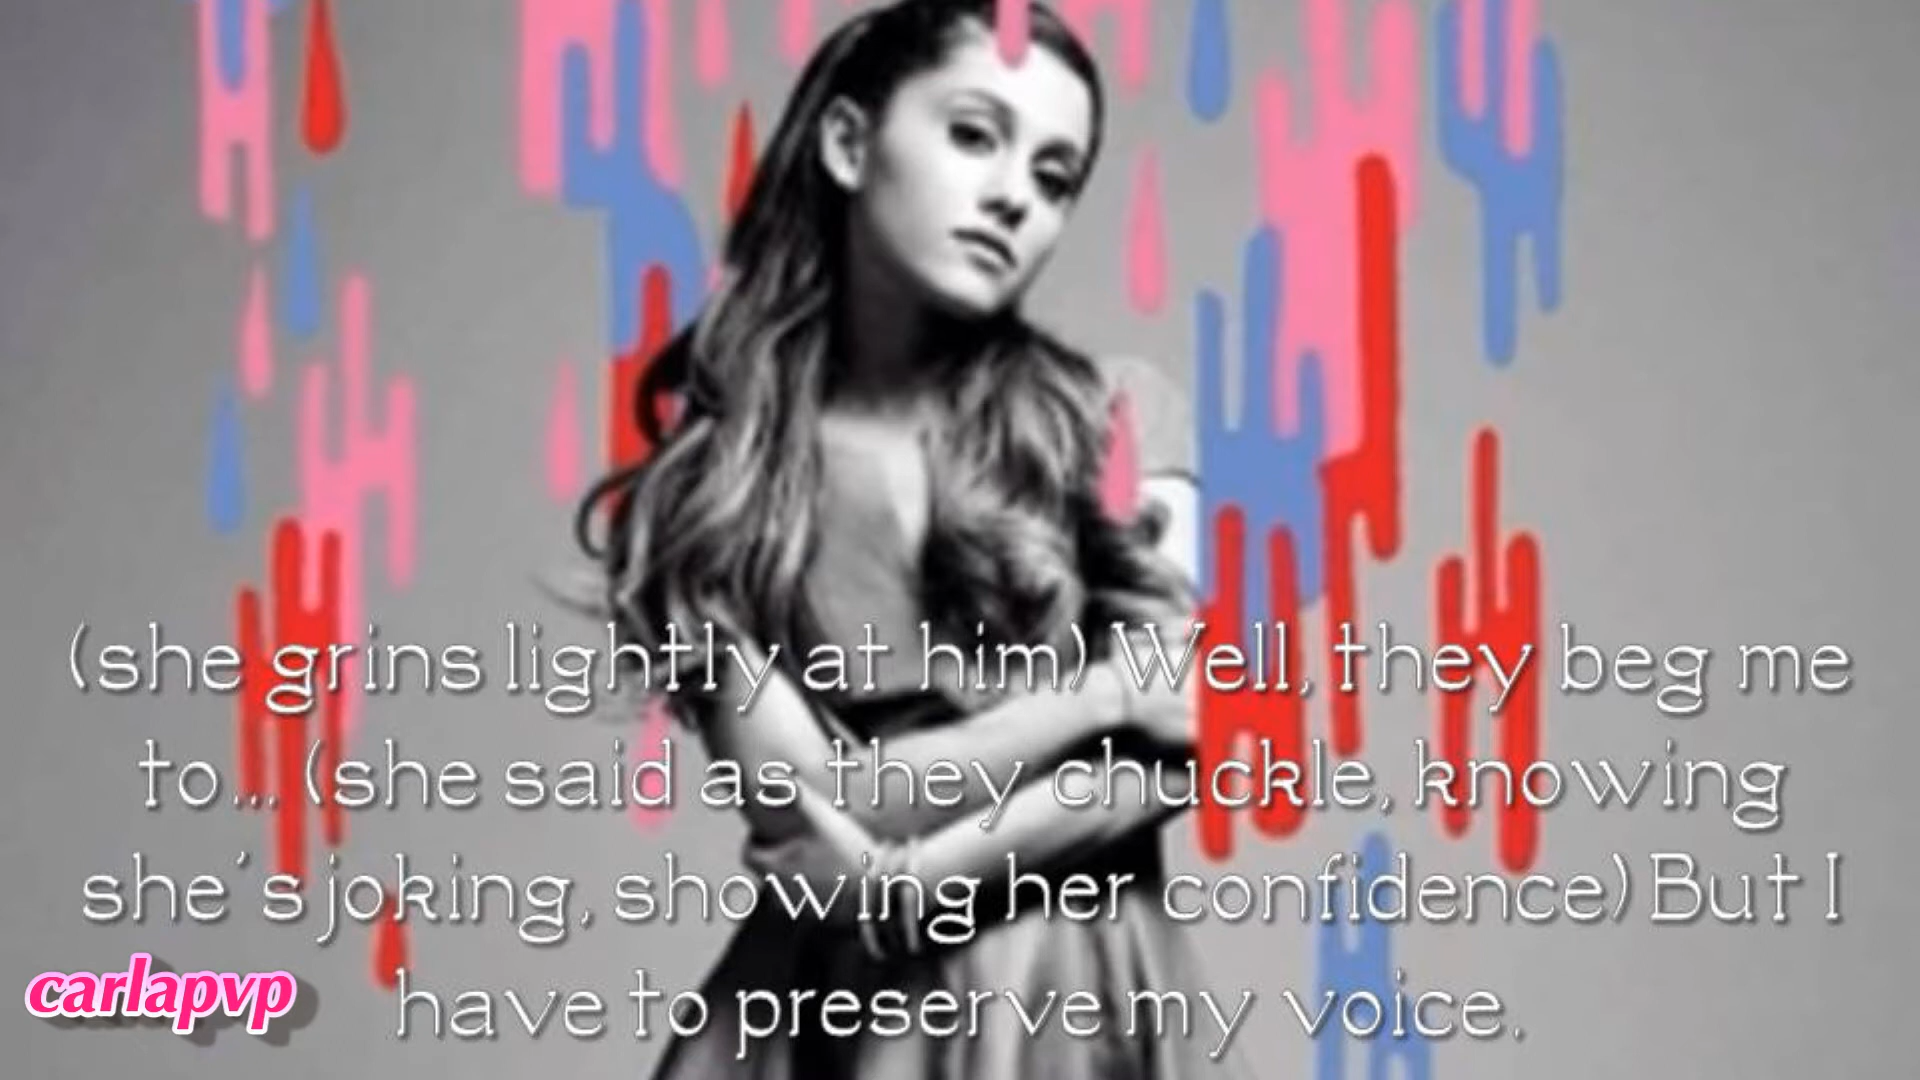 (she grins lightly at him) Well, they beg me
to... (she said as they chuckle, knowing
she's joking, showing her confidence) But I
have to preserve my voice.
carlapvp